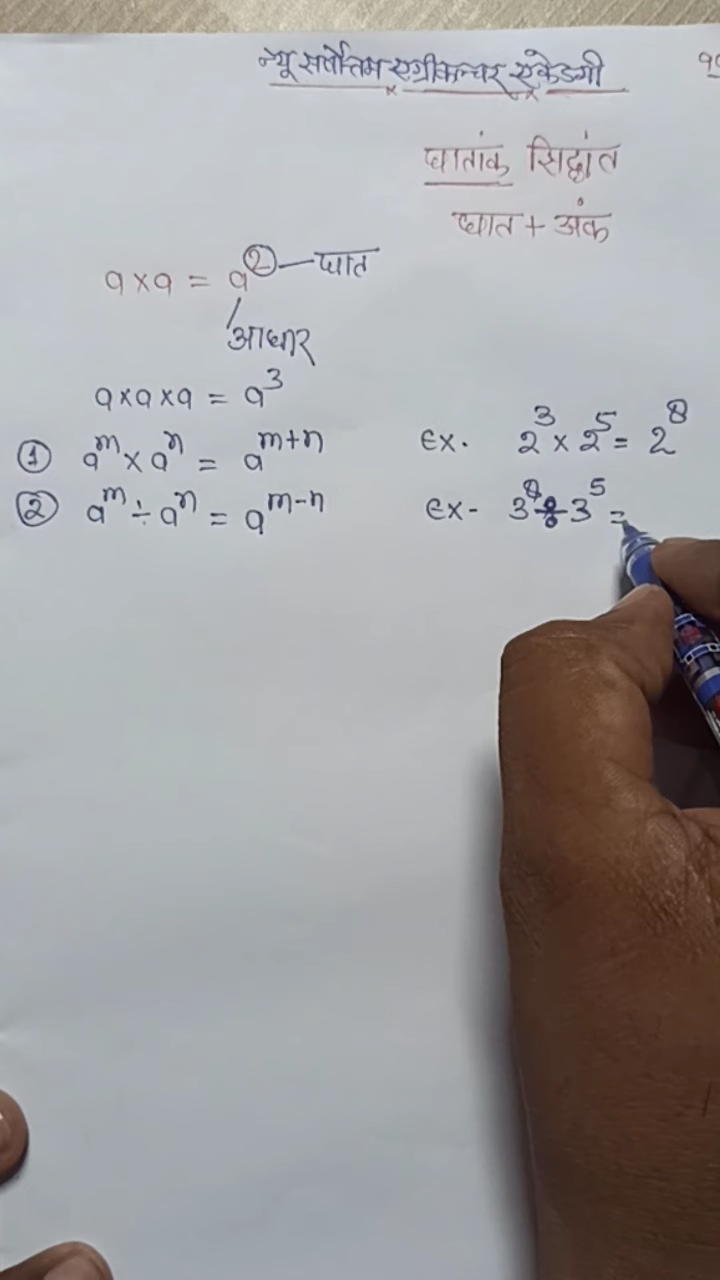 न्यू सर्वोत्तम एग्रीकल्चर एकेडमी
घातांक सिद्धांत
घात + अंक
a × a = a² — घात
आधार
a × a × a = a³
① aᵐ × aⁿ = aᵐ⁺ⁿ Ex. 2³ × 2⁵ = 2⁸
② aᵐ ÷ aⁿ = aᵐ⁻ⁿ Ex- 3⁸ ÷ 3⁵ =